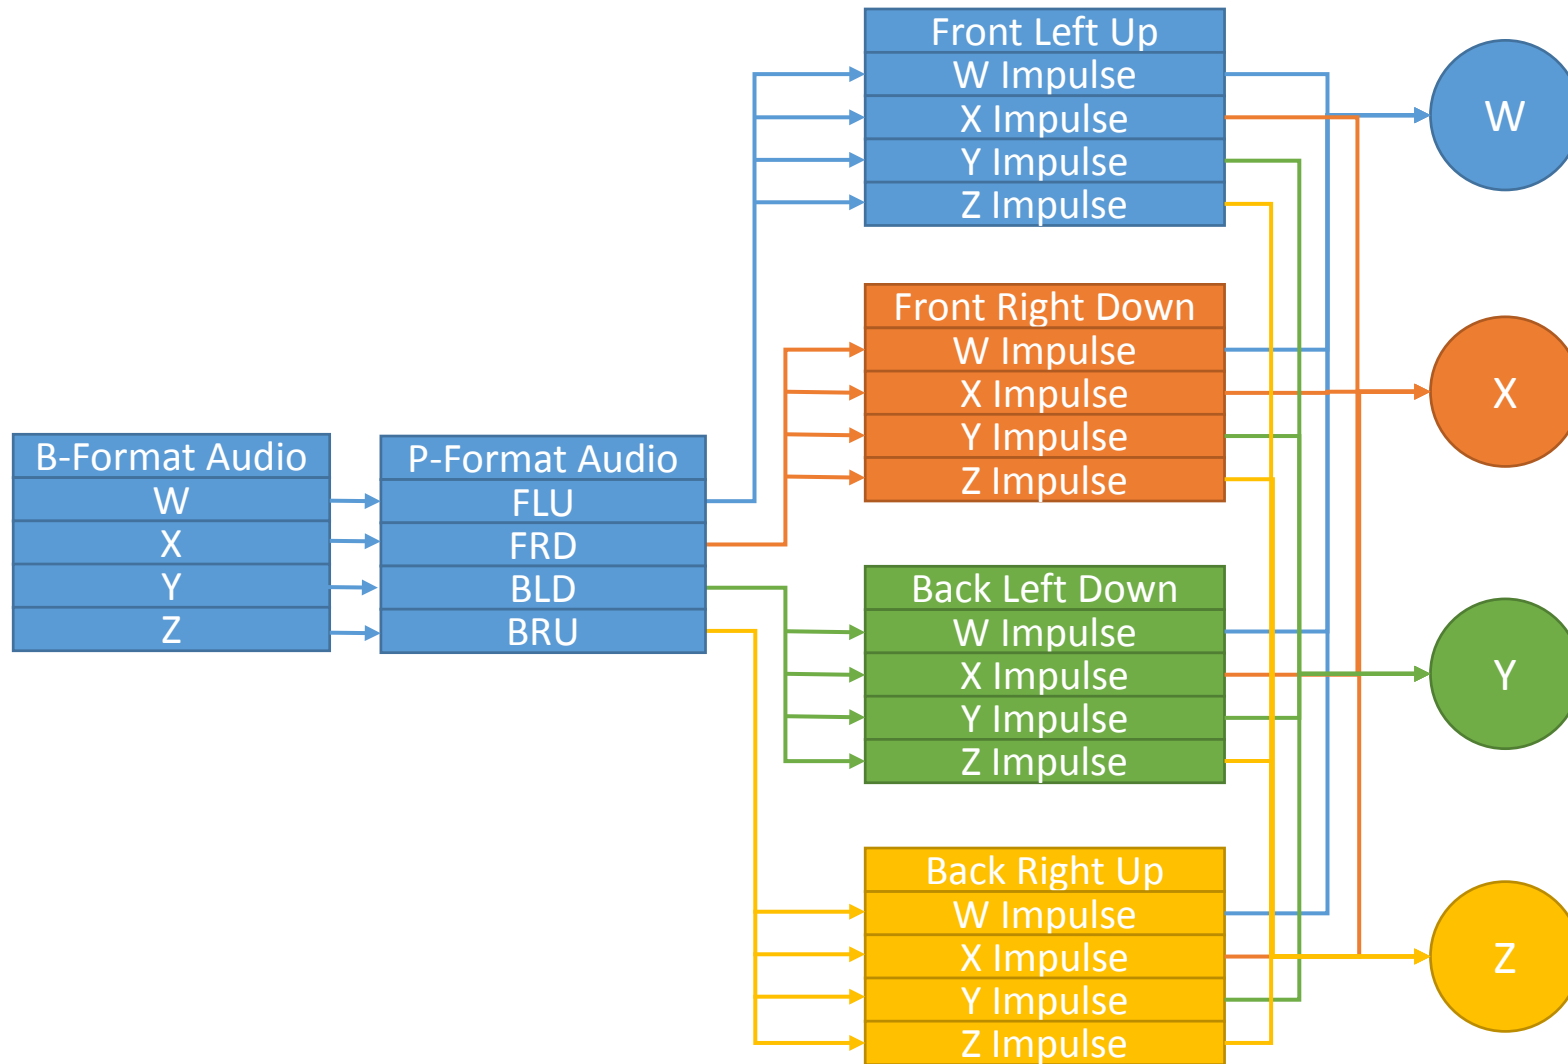 B-Format Audio
W
X
Y
Z
P-Format Audio
FLU
FRD
BLD
BRU
Front Left Up
W Impulse
X Impulse
Y Impulse
Z Impulse
Front Right Down
W Impulse
X Impulse
Y Impulse
Z Impulse
Back Left Down
W Impulse
X Impulse
Y Impulse
Z Impulse
Back Right Up
W Impulse
X Impulse
Y Impulse
Z Impulse
W
X
Y
Z